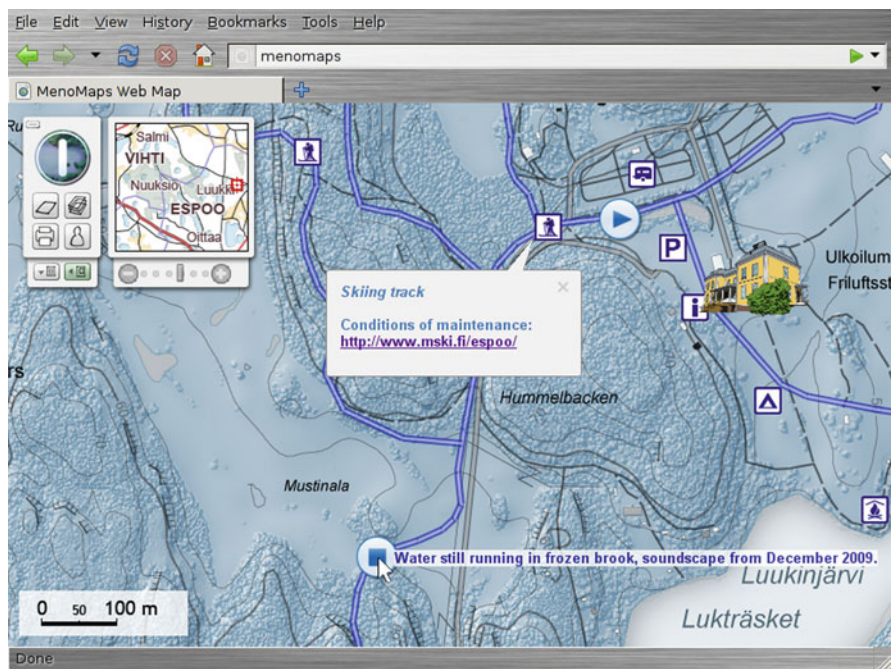 File Edit View History Bookmarks Tools Help
menomaps
MenoMaps Web Map
Salmi
VIHTI
Nuuksio Luukki
ESPOO
Oittaa
P
Ulkoilum
Friluftsst
i
Skiing track
Conditions of maintenance:
http://www.mski.fi/espoo/
rs
Hummelbacken
Mustinala
Water still running in frozen brook, soundscape from December 2009.
Luukinjärvi
Lukträsket
0 50 100 m
Done